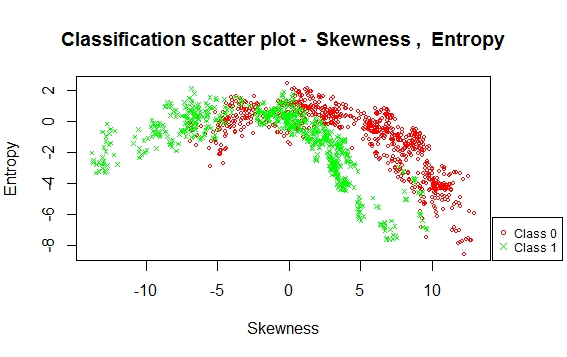 Classification scatter plot -  Skewness ,  Entropy
Entropy
2
0
-2
-4
-6
-8
-10 -5 0 5 10
Skewness
Class 0
Class 1